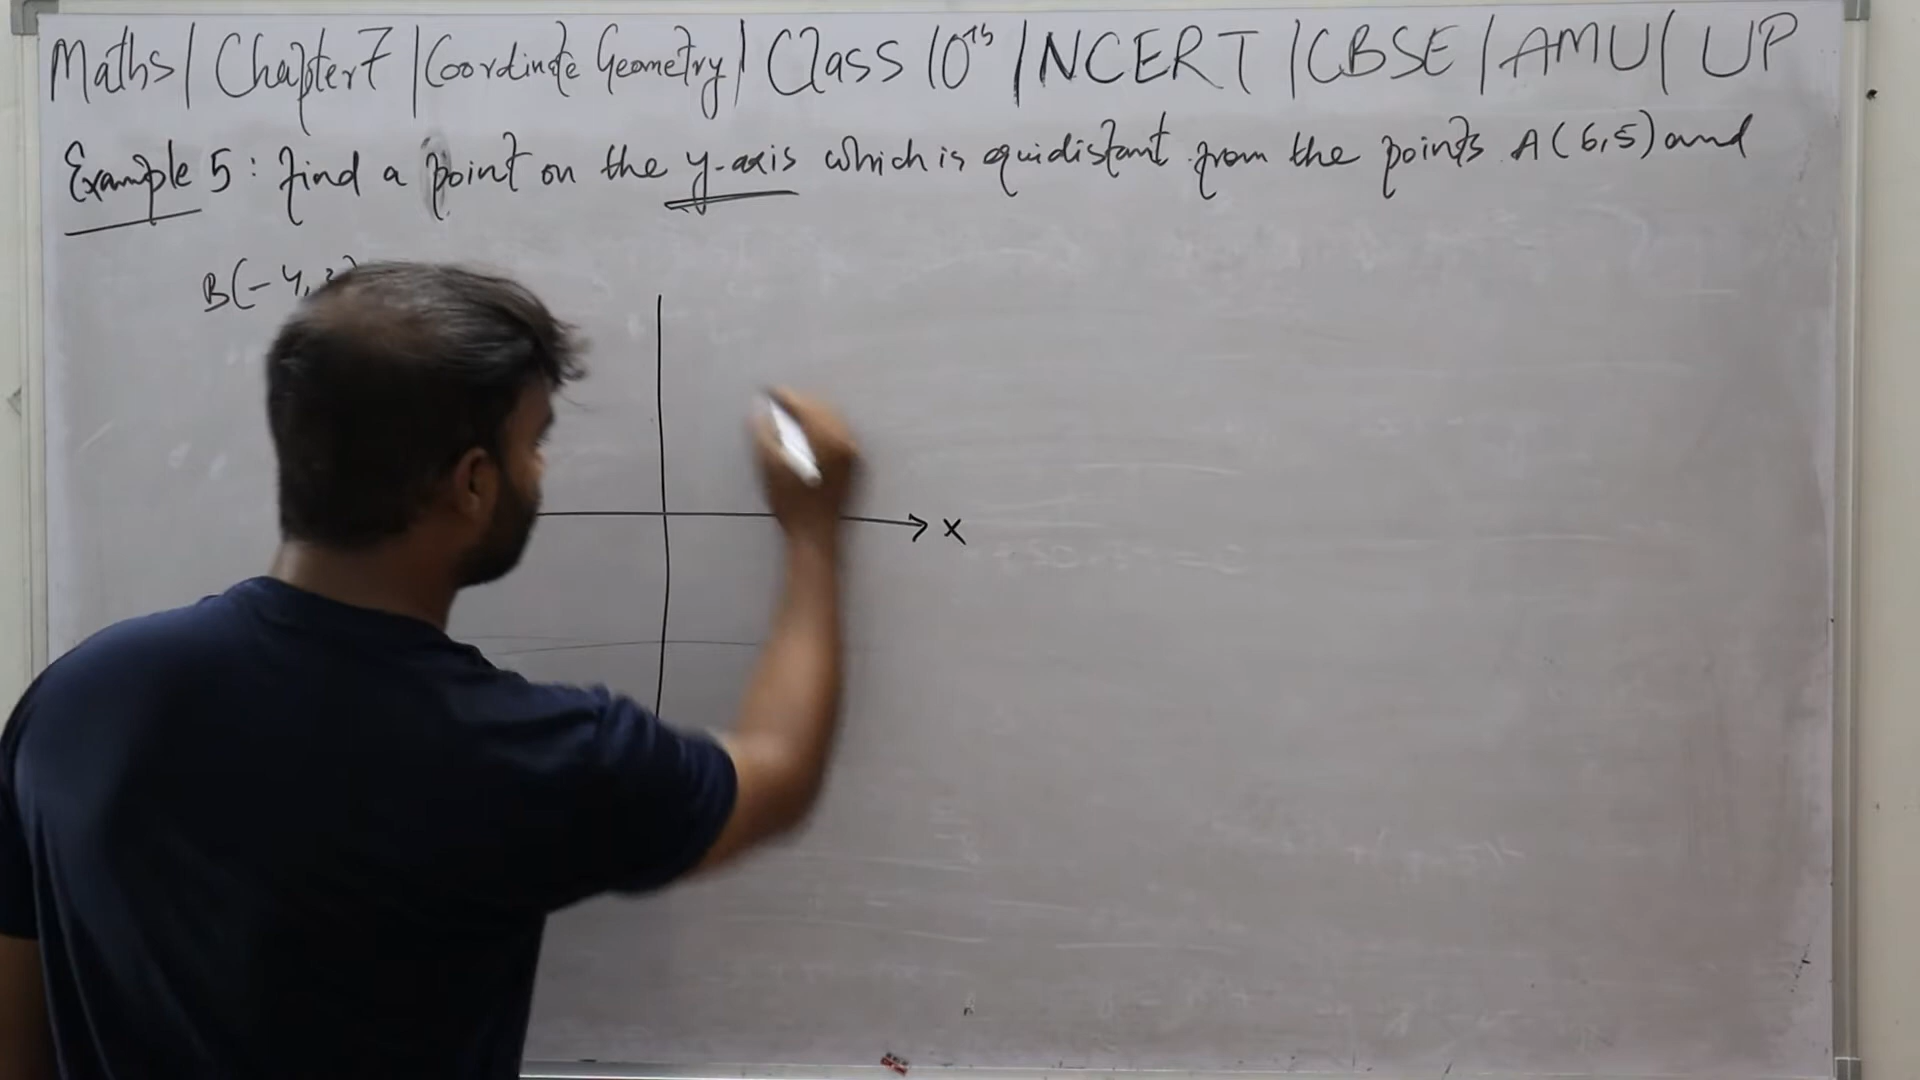 Maths | Chapter 7 | Coordinate Geometry | Class 10th | NCERT | CBSE | AMU | UP
Example 5: find a point on the y-axis which is equidistant from the points A(6,5) and
B(-4,
X